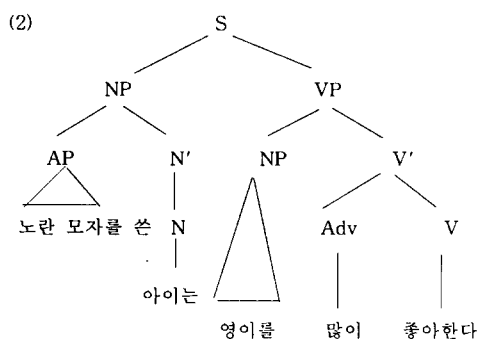 (2) S
NP VP
AP N' NP V'
노란 모자를 쓴 N Adv V
아이는
영이를 많이 좋아한다